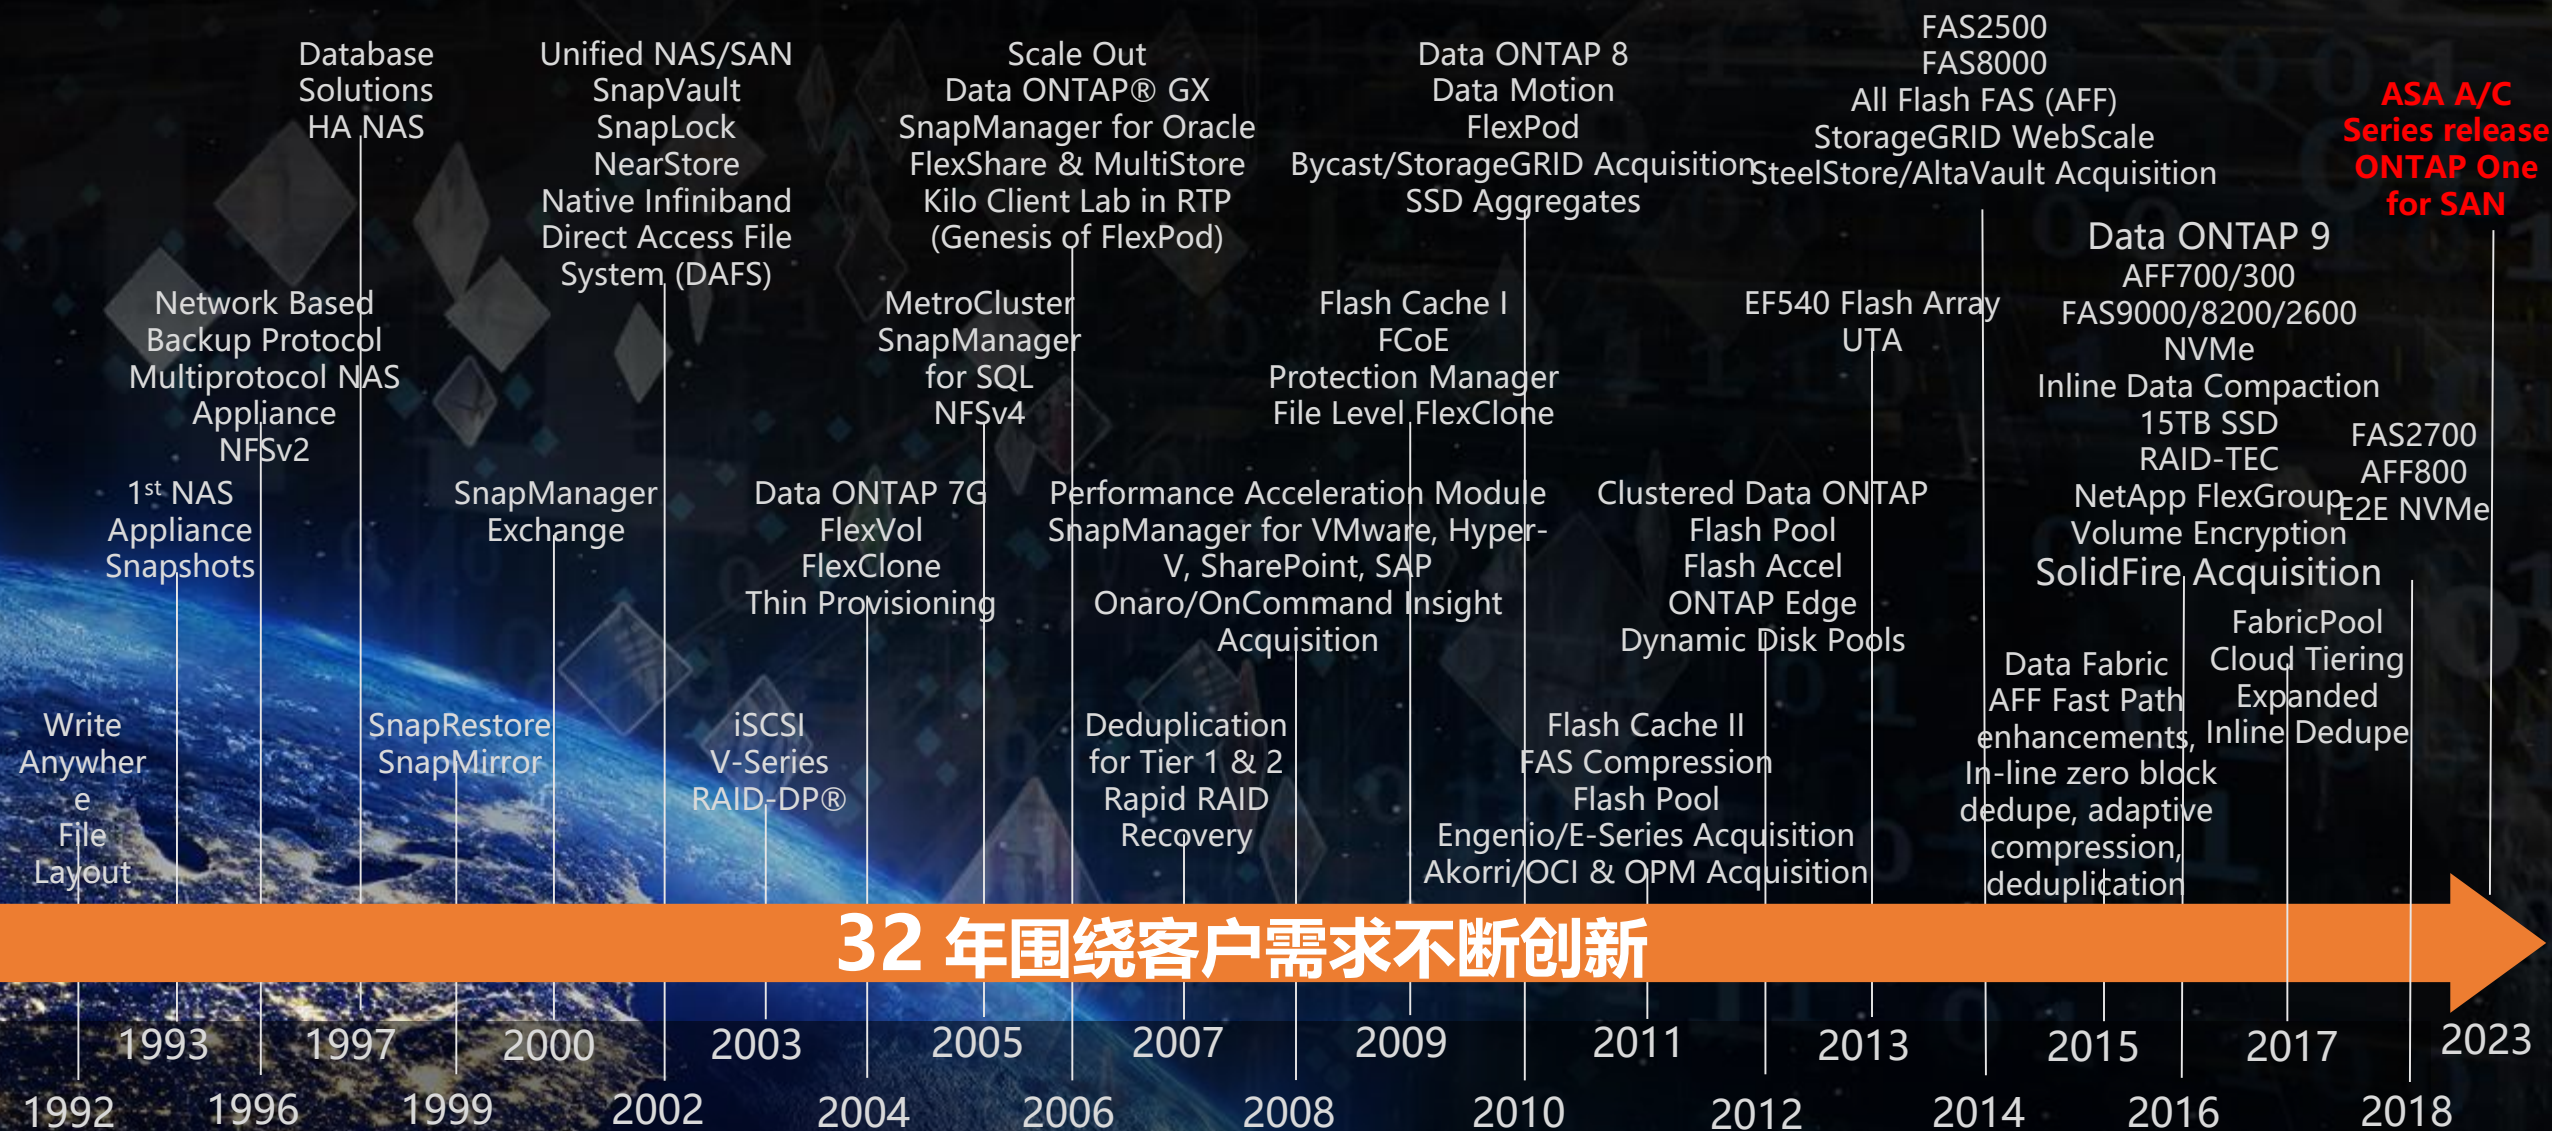 Database
Solutions
HA NAS
Unified NAS/SAN
SnapVault
SnapLock
NearStore
Native Infiniband
Direct Access File
System (DAFS)
Scale Out
Data ONTAP® GX
SnapManager for Oracle
FlexShare & MultiStore
Kilo Client Lab in RTP
(Genesis of FlexPod)
Data ONTAP 8
Data Motion
FlexPod
Bycast/StorageGRID Acquisition
SSD Aggregates
FAS2500
FAS8000
All Flash FAS (AFF)
StorageGRID WebScale
SteelStore/AltaVault Acquisition
ASA A/C
Series release
ONTAP One
for SAN
Network Based
Backup Protocol
Multiprotocol NAS
Appliance
NFSv2
MetroCluster
SnapManager
for SQL
NFSv4
Flash Cache I
FCoE
Protection Manager
File Level FlexClone
EF540 Flash Array
UTA
Data ONTAP 9
AFF700/300
FAS9000/8200/2600
NVMe
Inline Data Compaction
15TB SSD
RAID-TEC
NetApp FlexGroup
Volume Encryption
SolidFire Acquisition
FAS2700
AFF800
E2E NVMe
1st NAS
Appliance
Snapshots
SnapManager
Exchange
Data ONTAP 7G
FlexVol
FlexClone
Thin Provisioning
Performance Acceleration Module
SnapManager for VMware, Hyper-
V, SharePoint, SAP
Onaro/OnCommand Insight
Acquisition
Clustered Data ONTAP
Flash Pool
Flash Accel
ONTAP Edge
Dynamic Disk Pools
Write
Anywher
e
File
Layout
SnapRestore
SnapMirror
iSCSI
V-Series
RAID-DP®
Deduplication
for Tier 1 & 2
Rapid RAID
Recovery
Flash Cache II
FAS Compression
Flash Pool
Engenio/E-Series Acquisition
Akorri/OCI & OPM Acquisition
Data Fabric
AFF Fast Path
enhancements,
In-line zero block
dedupe, adaptive
compression,
deduplication
FabricPool
Cloud Tiering
Expanded
Inline Dedupe
32 年围绕客户需求不断创新
1993
1997
2000
2003
2005
2007
2009
2011
2013
2015
2017
2023
1992
1996
1999
2002
2004
2006
2008
2010
2012
2014
2016
2018